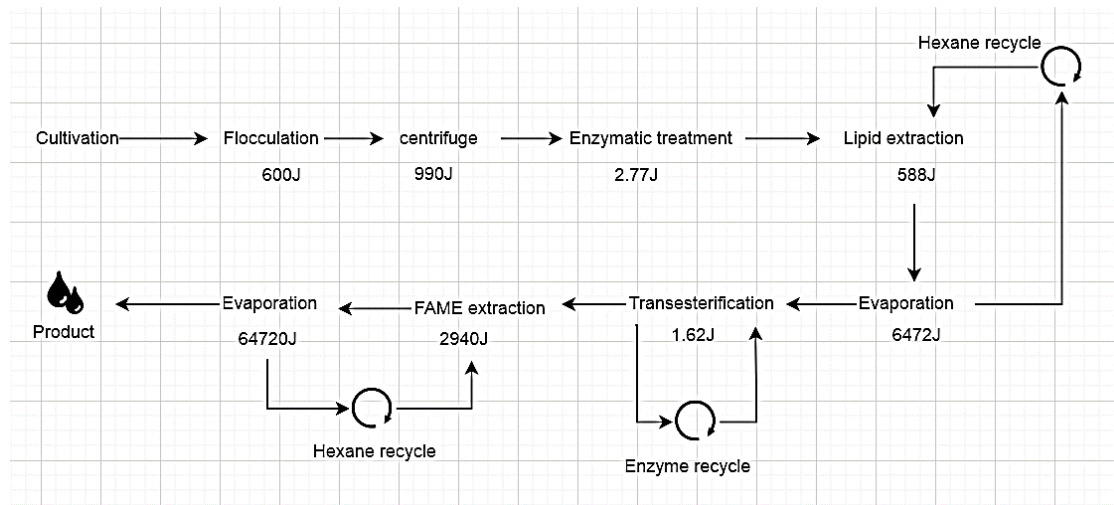 Hexane recycle
Cultivation
Flocculation
centrifuge
Enzymatic treatment
Lipid extraction
600J
990J
2.77J
588J
Product
Evaporation
FAME extraction
Transesterification
Evaporation
64720J
2940J
1.62J
6472J
Hexane recycle
Enzyme recycle